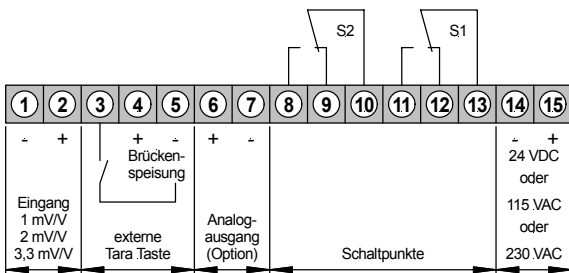 S2 S1
1 2 3 4 5 6 7 8 9 10 11 12 13 14 15
- + + - + - - +
Brücken-
speisung
Eingang
1 mV/V
2 mV/V
3,3 mV/V
externe
Tara Taste
Analog-
ausgang
(Option)
Schaltpunkte
24 VDC
oder
115 VAC
oder
230 VAC